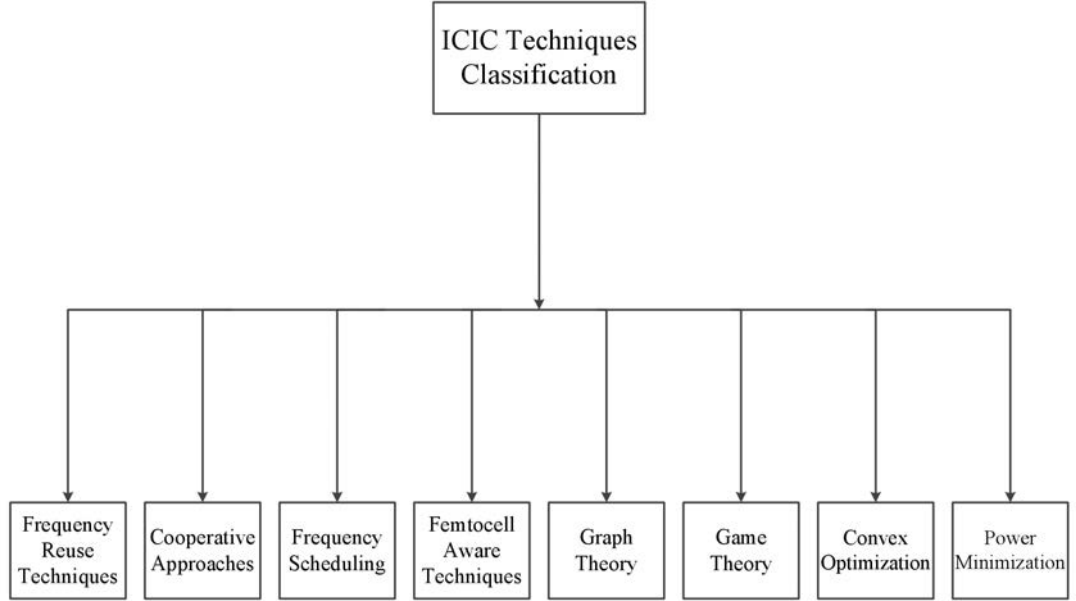 ICIC Techniques
Classification
Frequency
Reuse
Techniques
Cooperative
Approaches
Frequency
Scheduling
Femtocell
Aware
Techniques
Graph
Theory
Game
Theory
Convex
Optimization
Power
Minimization